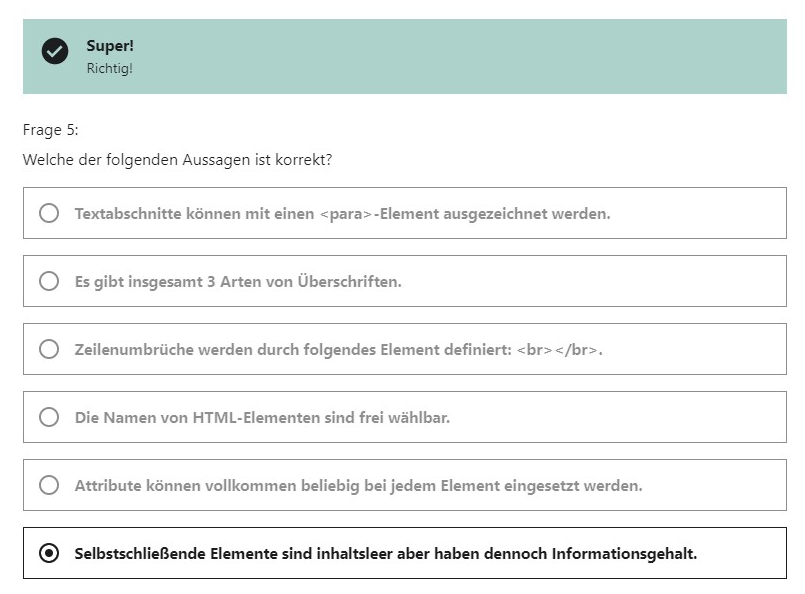 Super!
Richtig!
Frage 5:
Welche der folgenden Aussagen ist korrekt?
Textabschnitte können mit einen <para>-Element ausgezeichnet werden.
Es gibt insgesamt 3 Arten von Überschriften.
Zeilenumbrüche werden durch folgendes Element definiert: <br></br>.
Die Namen von HTML-Elementen sind frei wählbar.
Attribute können vollkommen beliebig bei jedem Element eingesetzt werden.
Selbstschließende Elemente sind inhaltsleer aber haben dennoch Informationsgehalt.